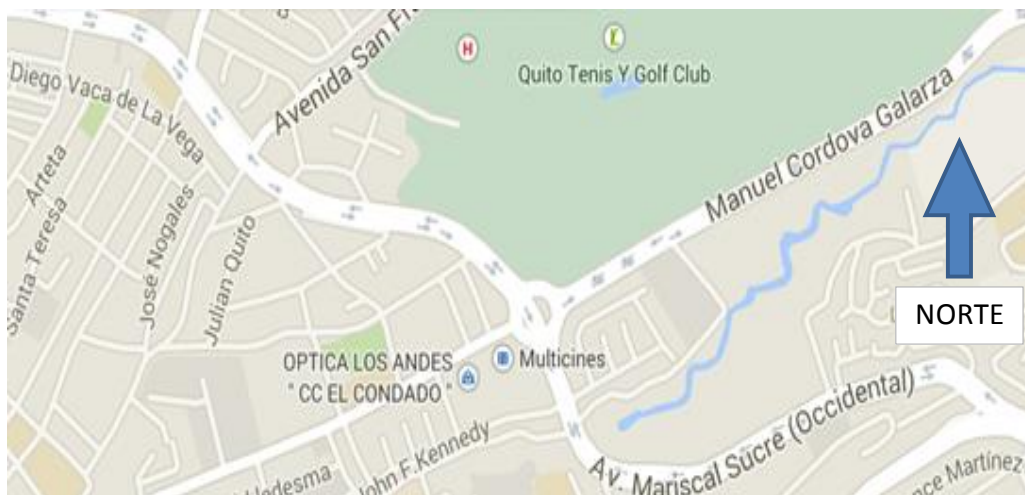 Diego Vaca de La Vega
Avenida San Fr
H
Quito Tenis Y Golf Club
Manuel Cordova Galarza
Arteta
Santa Teresa
José Nogales
Julian Quito
NORTE
OPTICA LOS ANDES
" CC EL CONDADO "
Multicines
John F.Kennedy
Av. Mariscal Sucre (Occidental)